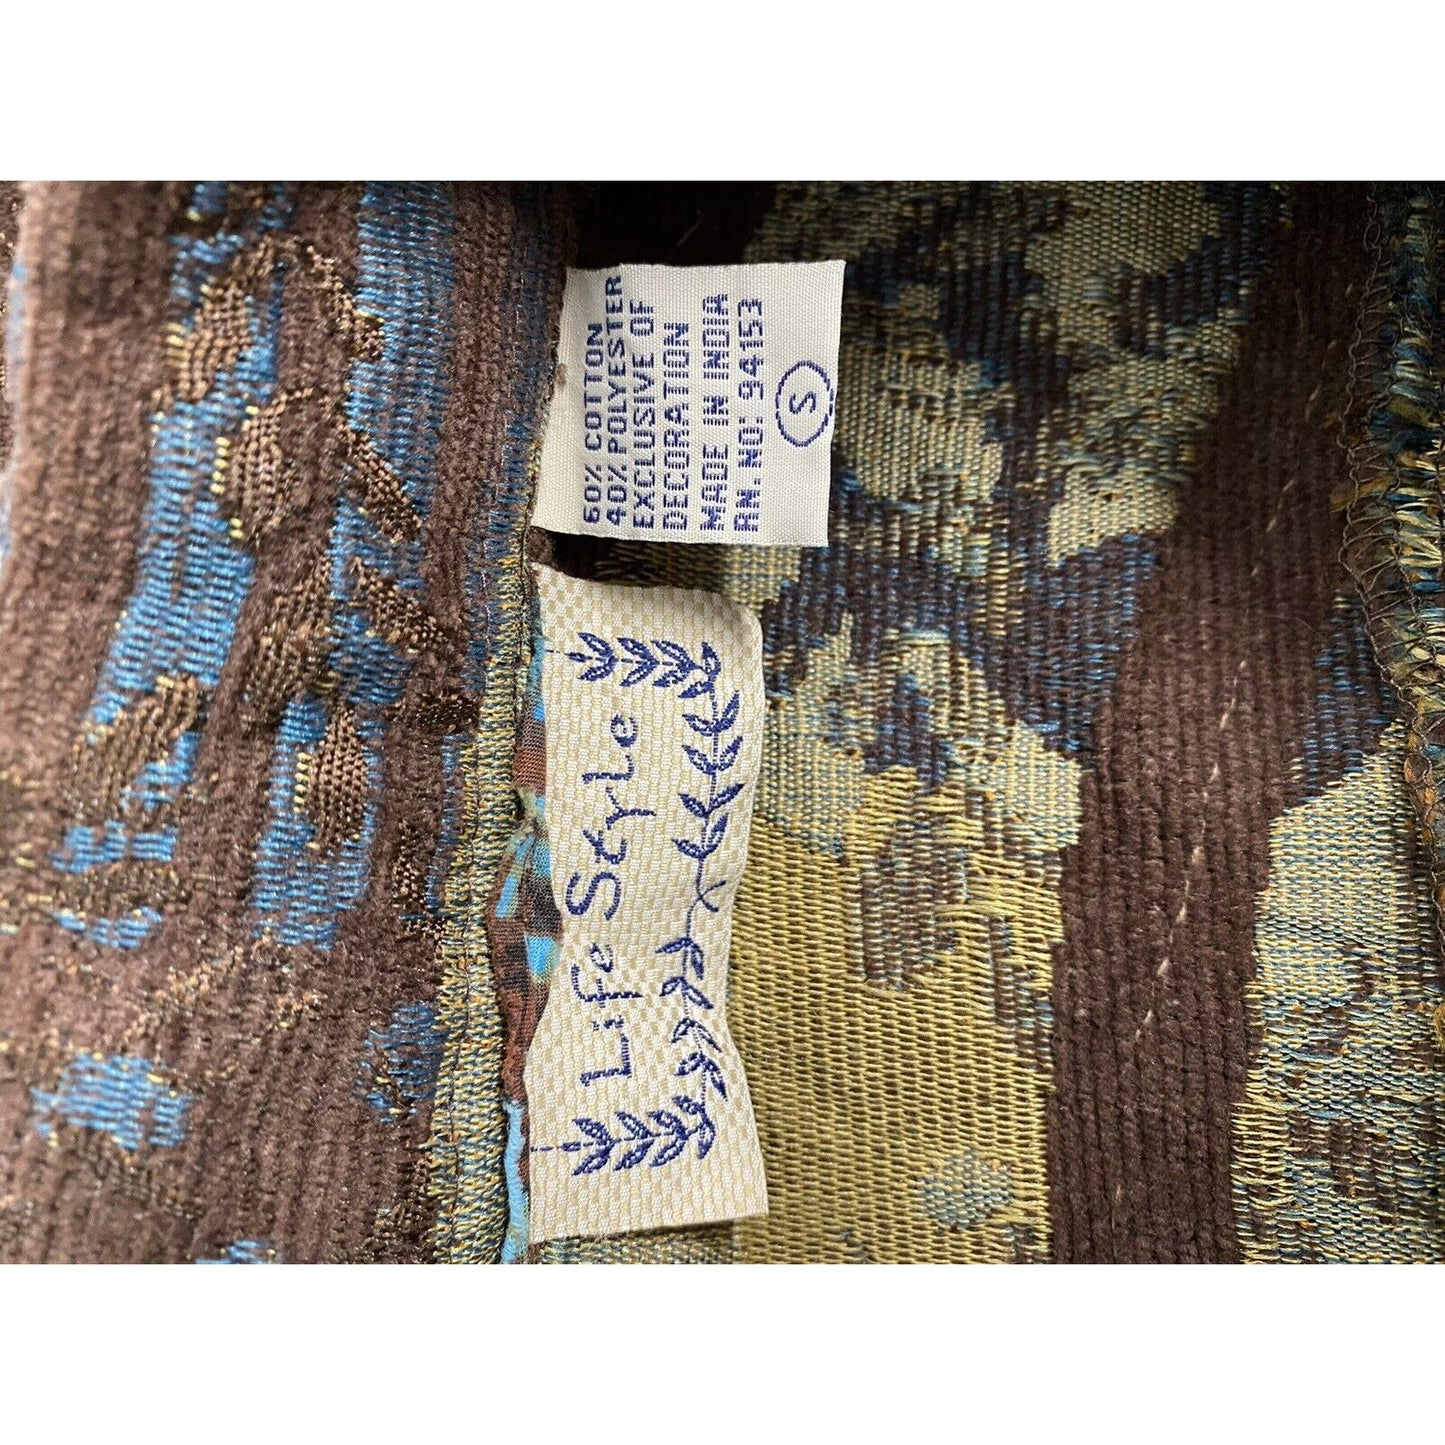 60% COTTON
40% POLYESTER
EXCLUSIVE OF
DECORATION
MADE IN INDIA
RN. NO: 94153
S
Life Style